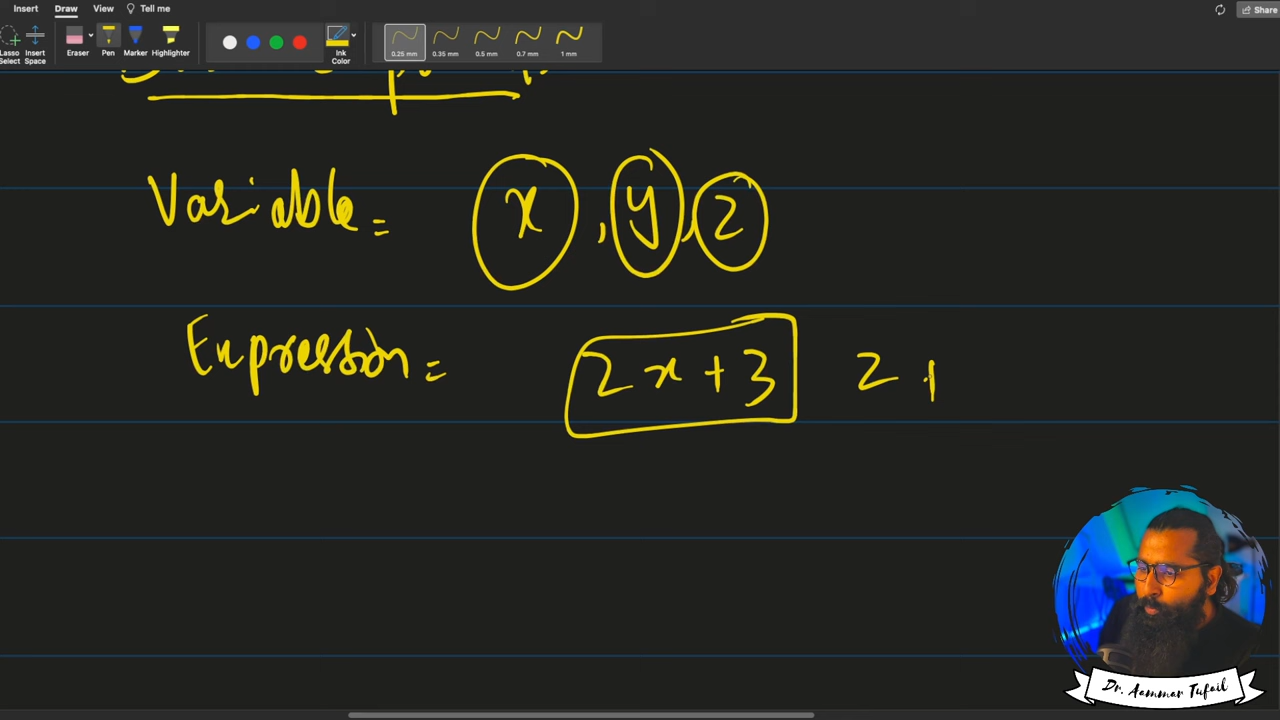 Insert Draw View Tell me
Share
Lasso Select
Insert Space
Eraser
Pen
Marker
Highlighter
Ink Color
0.25 mm 0.35 mm 0.5 mm 0.7 mm 1 mm
Variable = x , y , z
Expression = 2x + 3 2 +
Dr. Aammar Tufail